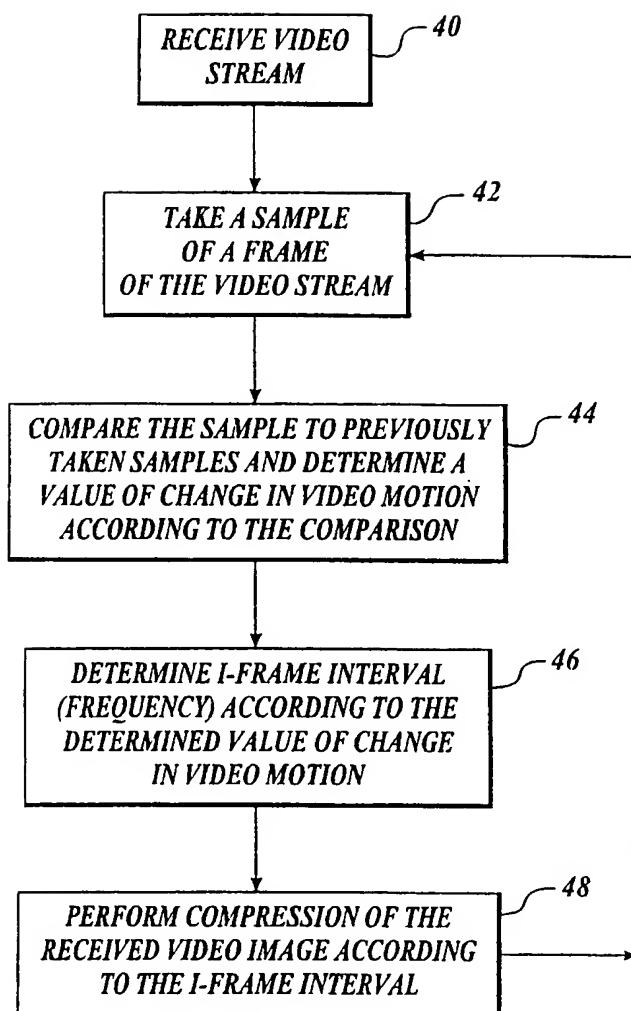 40
RECEIVE VIDEO
STREAM
42
TAKE A SAMPLE
OF A FRAME
OF THE VIDEO STREAM
44
COMPARE THE SAMPLE TO PREVIOUSLY
TAKEN SAMPLES AND DETERMINE A
VALUE OF CHANGE IN VIDEO MOTION
ACCORDING TO THE COMPARISON
46
DETERMINE I-FRAME INTERVAL
(FREQUENCY) ACCORDING TO THE
DETERMINED VALUE OF CHANGE
IN VIDEO MOTION
48
PERFORM COMPRESSION OF THE
RECEIVED VIDEO IMAGE ACCORDING
TO THE I-FRAME INTERVAL